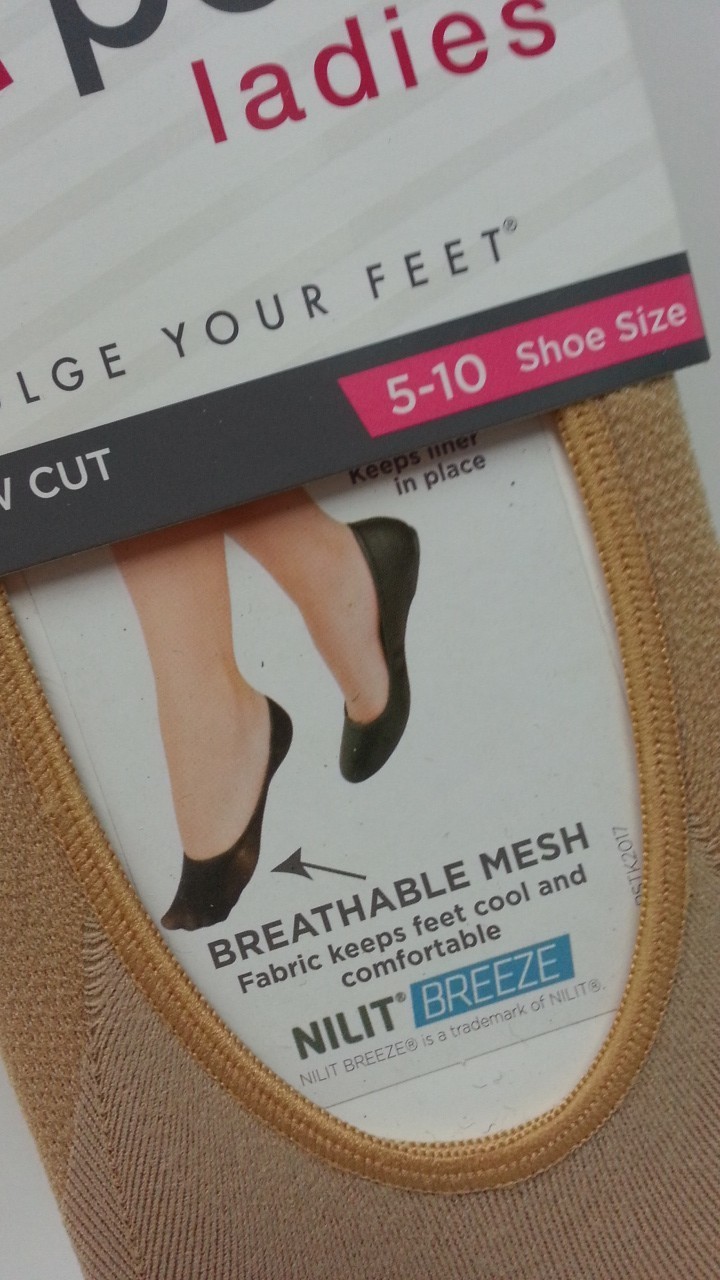 ladies
YOUR FEET®
5-10 Shoe Size
CUT
Keeps liner
in place
BREATHABLE MESH
Fabric keeps feet cool and
comfortable
NILIT® BREEZE
NILIT BREEZE® is a trademark of NILIT®.